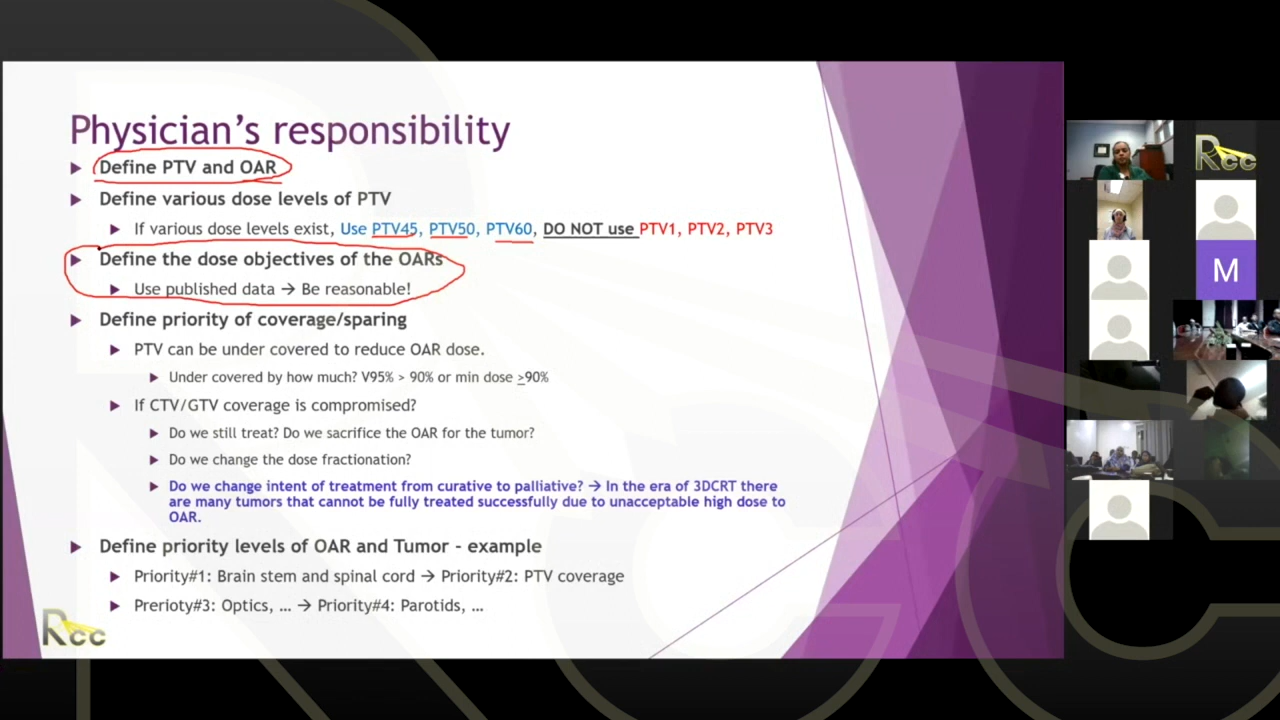 Physician's responsibility
Define PTV and OAR
Define various dose levels of PTV
If various dose levels exist, Use PTV45, PTV50, PTV60, DO NOT use PTV1, PTV2, PTV3
Define the dose objectives of the OARs
Use published data → Be reasonable!
Define priority of coverage/sparing
PTV can be under covered to reduce OAR dose.
Under covered by how much? V95% > 90% or min dose ≥90%
If CTV/GTV coverage is compromised?
Do we still treat? Do we sacrifice the OAR for the tumor?
Do we change the dose fractionation?
Do we change intent of treatment from curative to palliative? → In the era of 3DCRT there
are many tumors that cannot be fully treated successfully due to unacceptable high dose to
OAR.
Define priority levels of OAR and Tumor - example
Priority#1: Brain stem and spinal cord → Priority#2: PTV coverage
Prerioty#3: Optics, ... → Priority#4: Parotids, ...
Rcc
Rcc
M